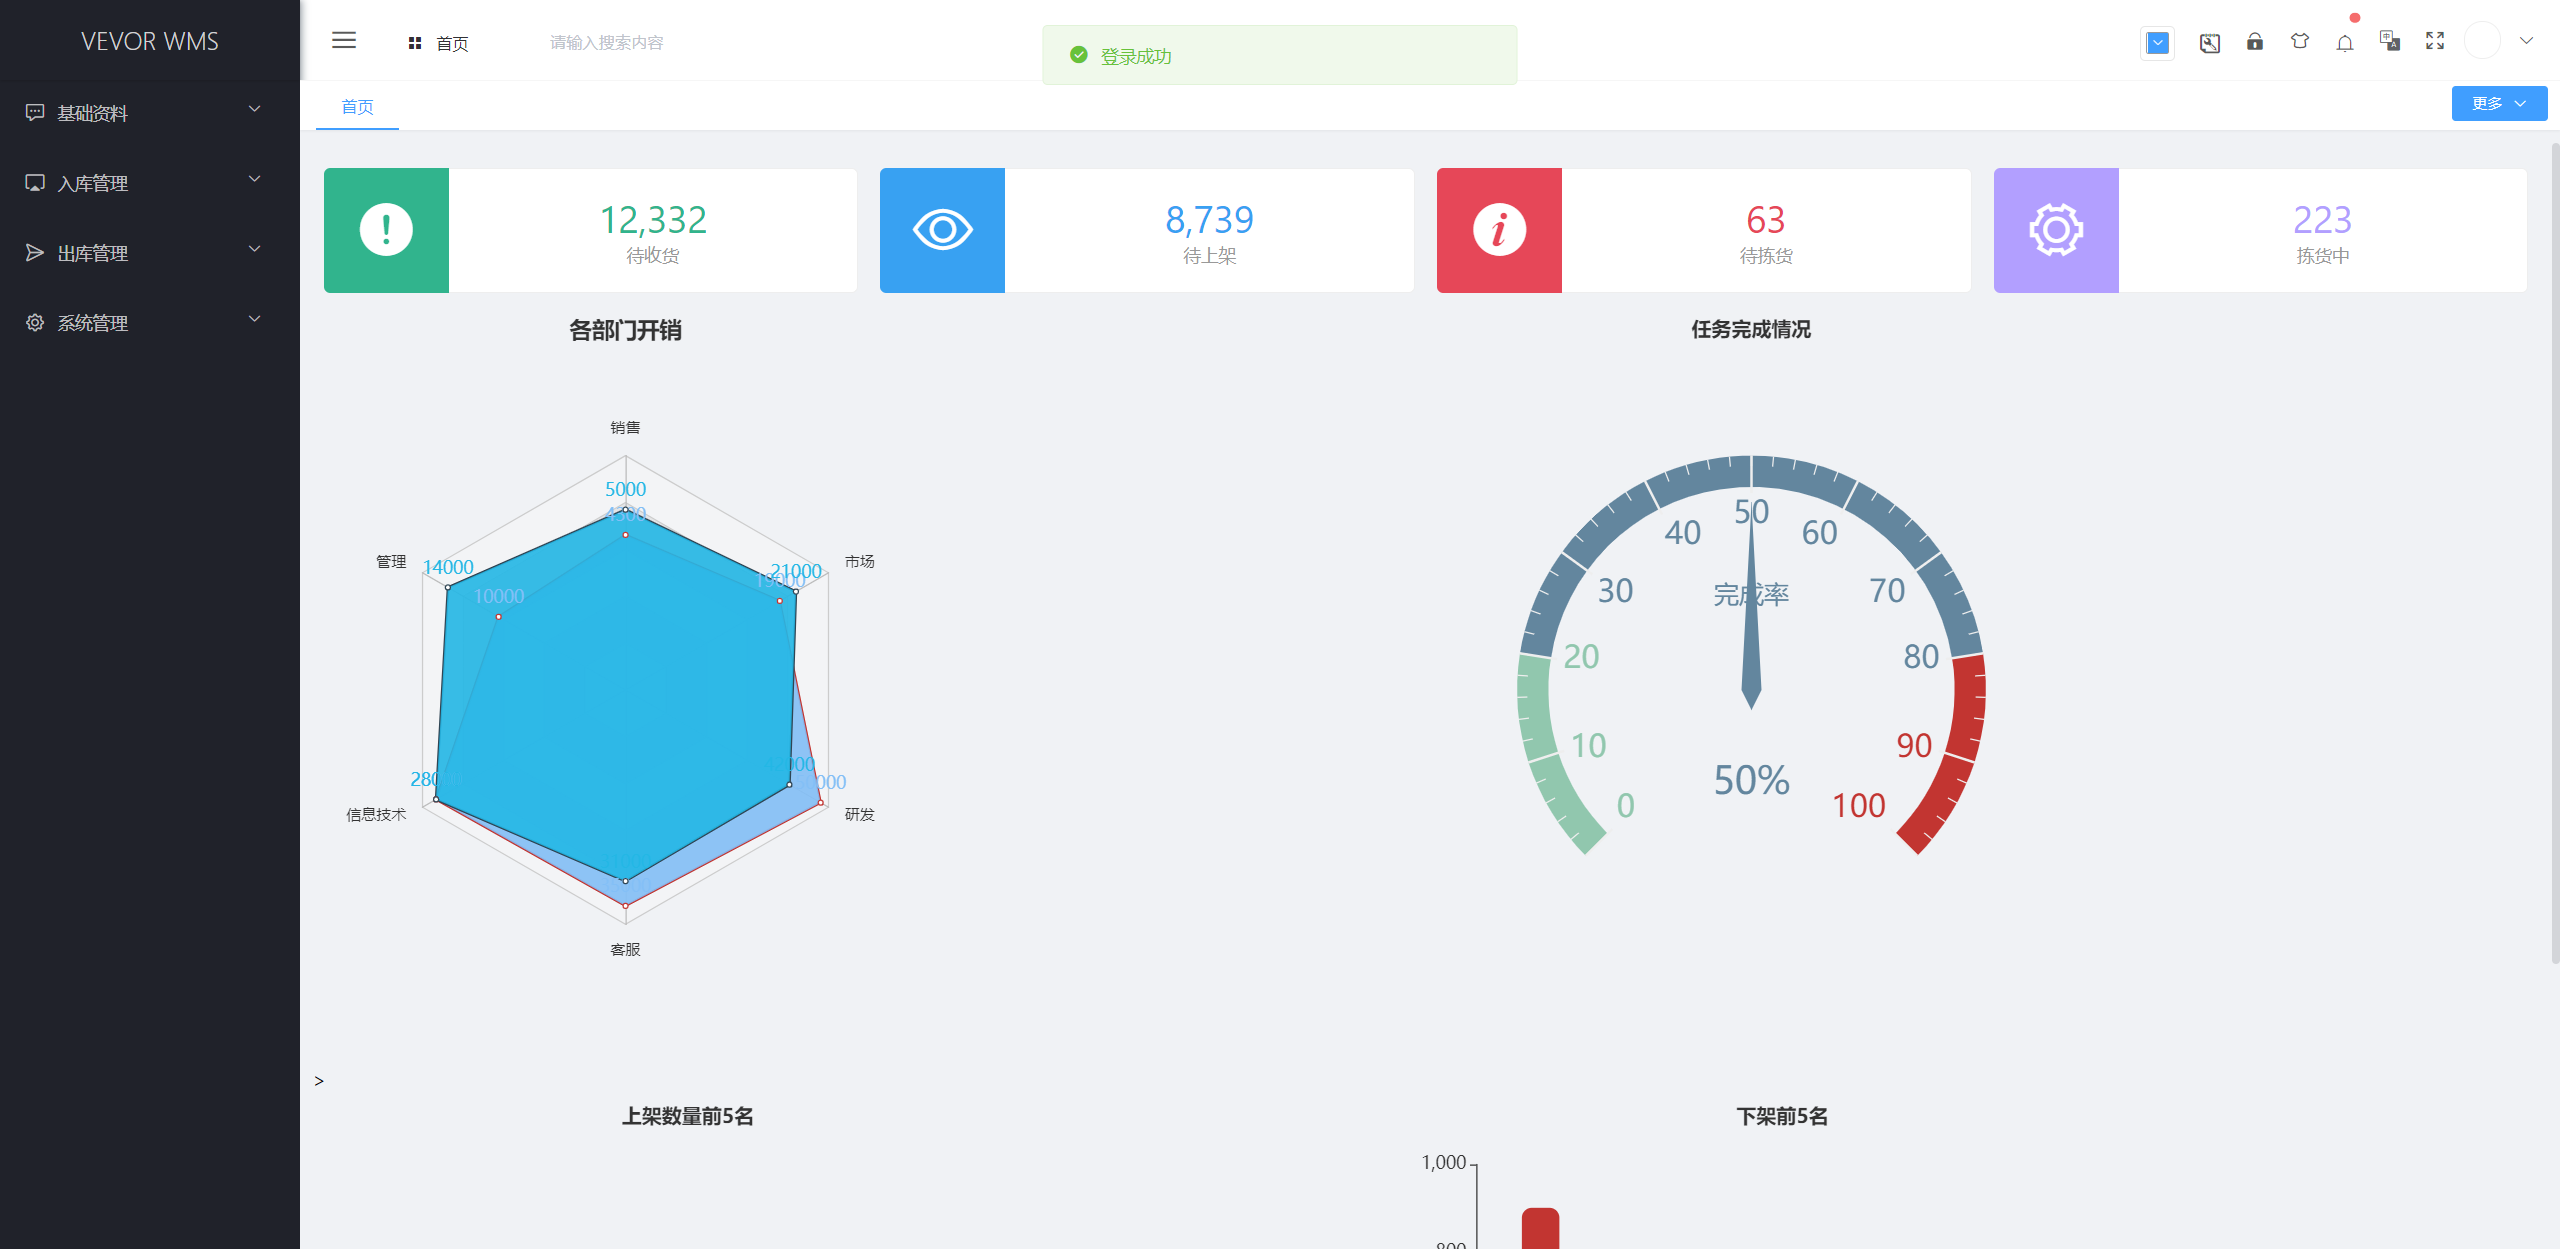 VEVOR WMS
首页
请输入搜索内容
登录成功
首页
更多
基础资料
入库管理
出库管理
系统管理
12,332
待收货
8,739
待上架
63
待拣货
223
拣货中
各部门开销
销售
市场
研发
客服
信息技术
管理
5000
4300
14000
10000
21000
19000
任务完成情况
0
10
20
30
40
50
60
70
80
90
100
完成率
50%
>
上架数量前5名
下架前5名
1,000
800